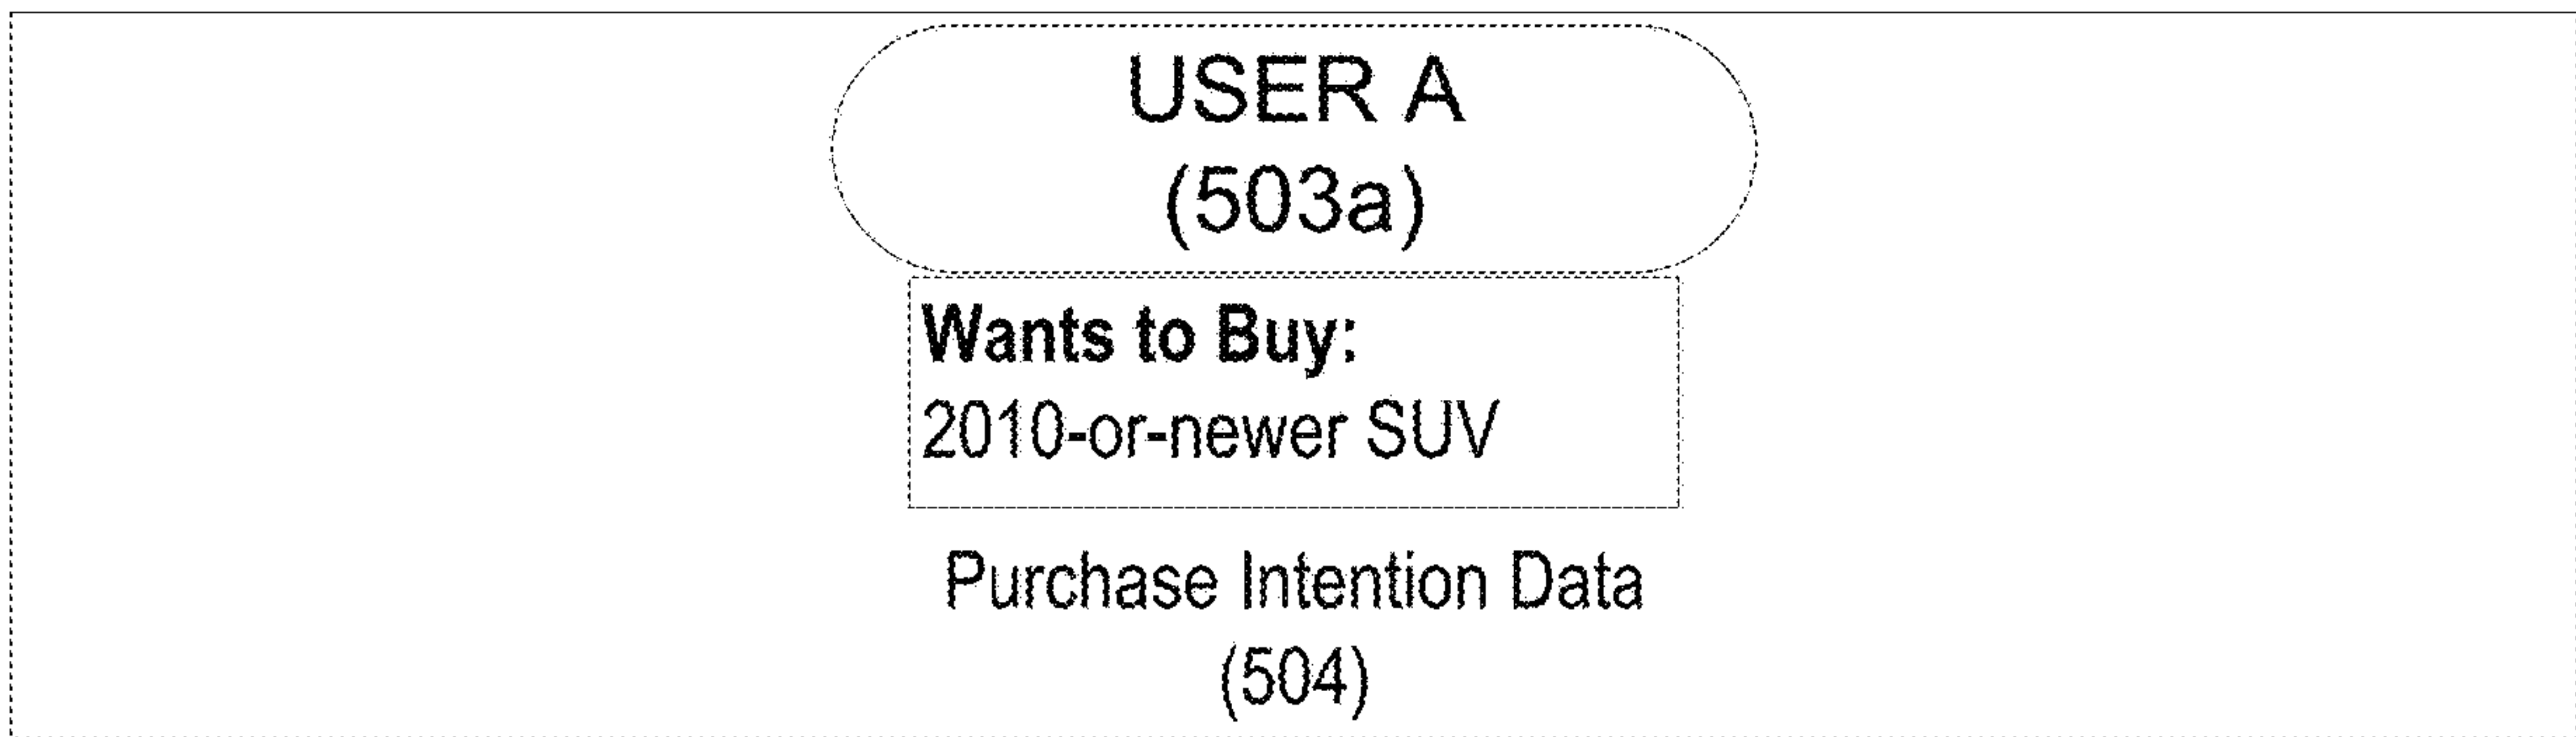 USER A
(503a)
Wants to Buy:
2010-or-newer SUV
Purchase Intention Data
(504)